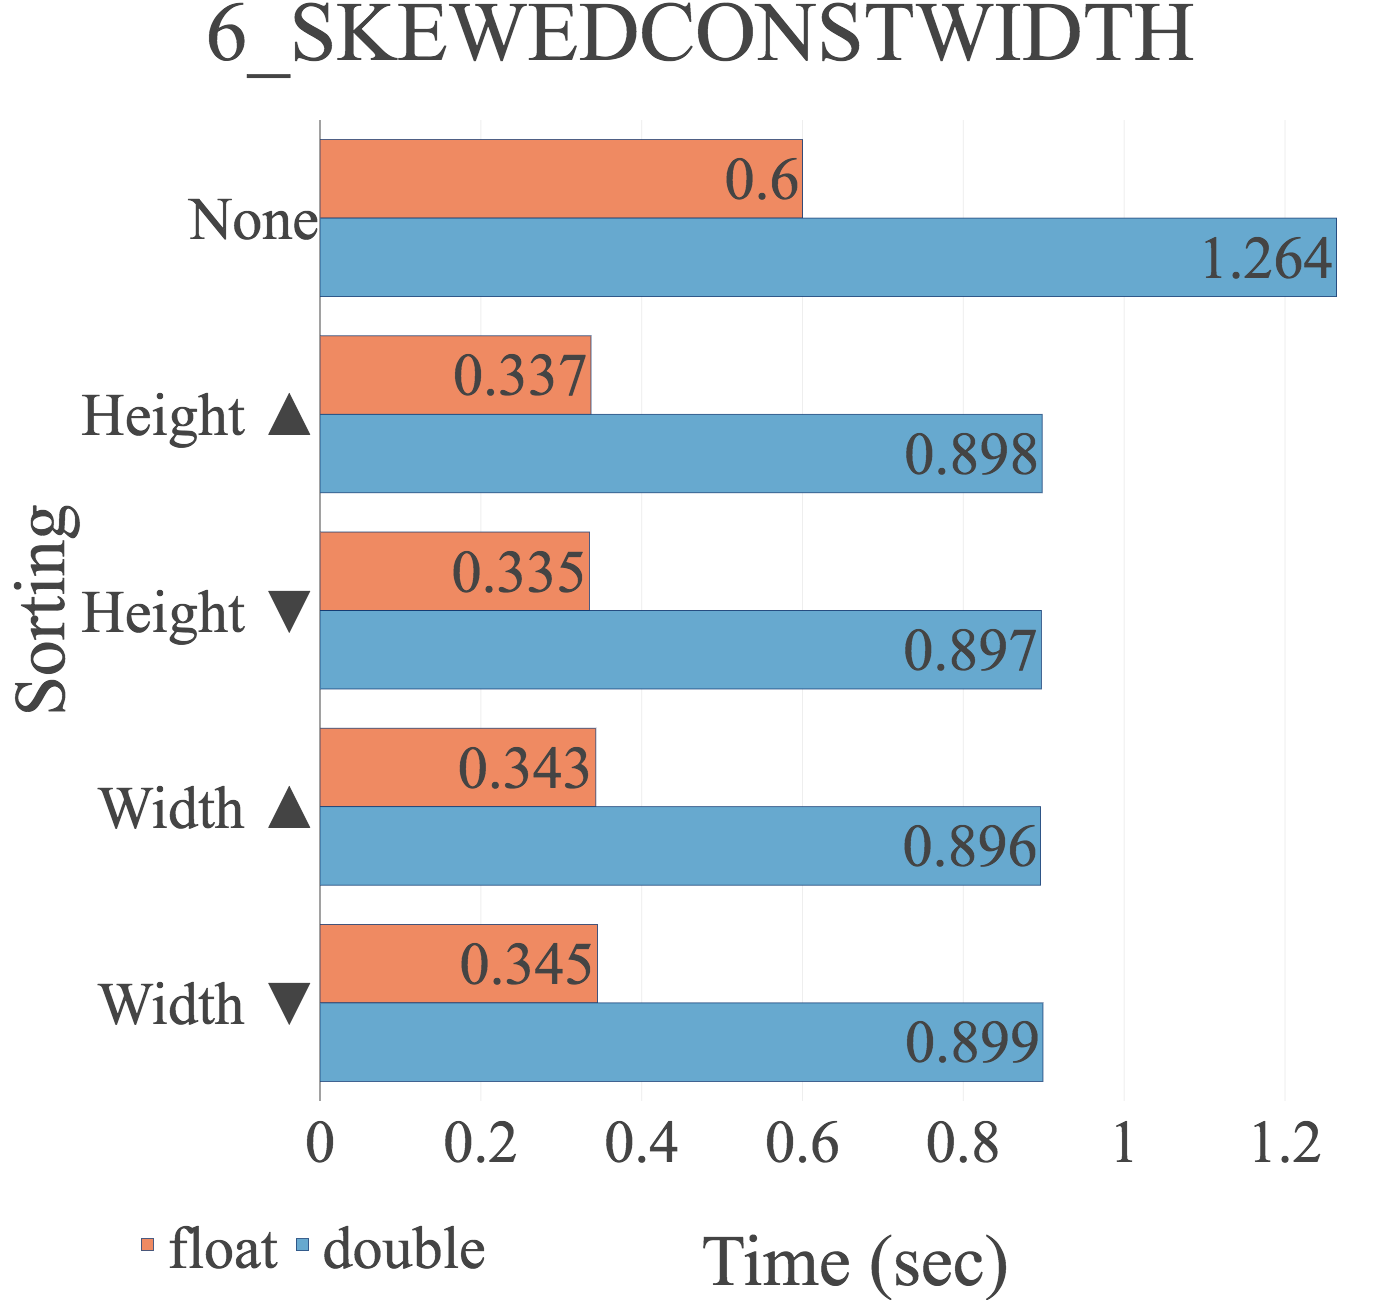 6_SKEWEDCONSTWIDTH
None
0.6
1.264
Height ▲
0.337
0.898
Height ▼
0.335
0.897
Width ▲
0.343
0.896
Width ▼
0.345
0.899
Sorting
0 0.2 0.4 0.6 0.8 1 1.2
float double
Time (sec)